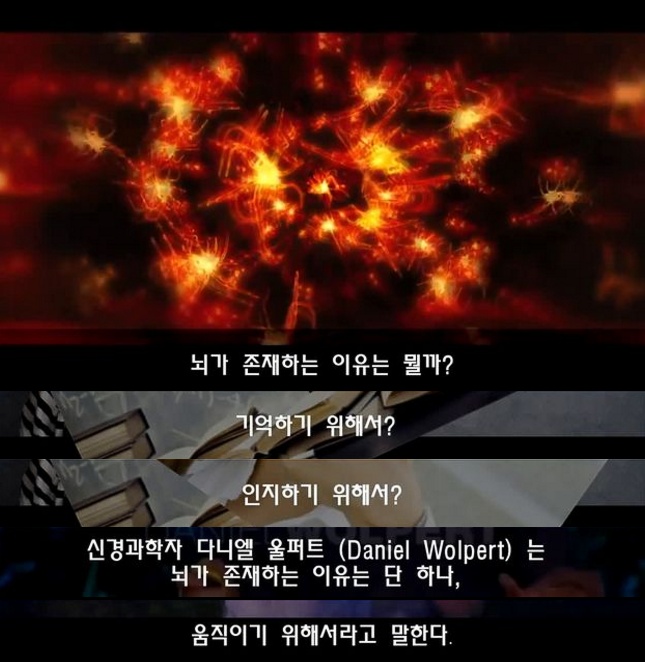 뇌가 존재하는 이유는 뭘까?
기억하기 위해서?
인지하기 위해서?
신경과학자 다니엘 울퍼트 (Daniel Wolpert) 는
뇌가 존재하는 이유는 단 하나,
움직이기 위해서라고 말한다.